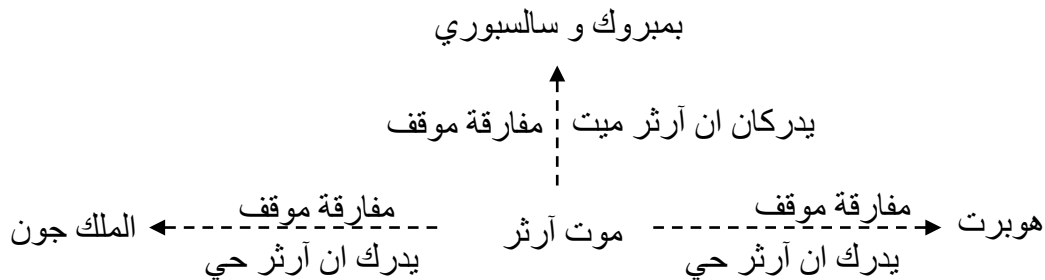 بمبروك و سالسبوري
يدركان ان آرثر ميت
مفارقة موقف
مفارقة موقف
هوبرت
يدرك ان آرثر حي
موت آرثر
مفارقة موقف
الملك جون
يدرك ان آرثر حي